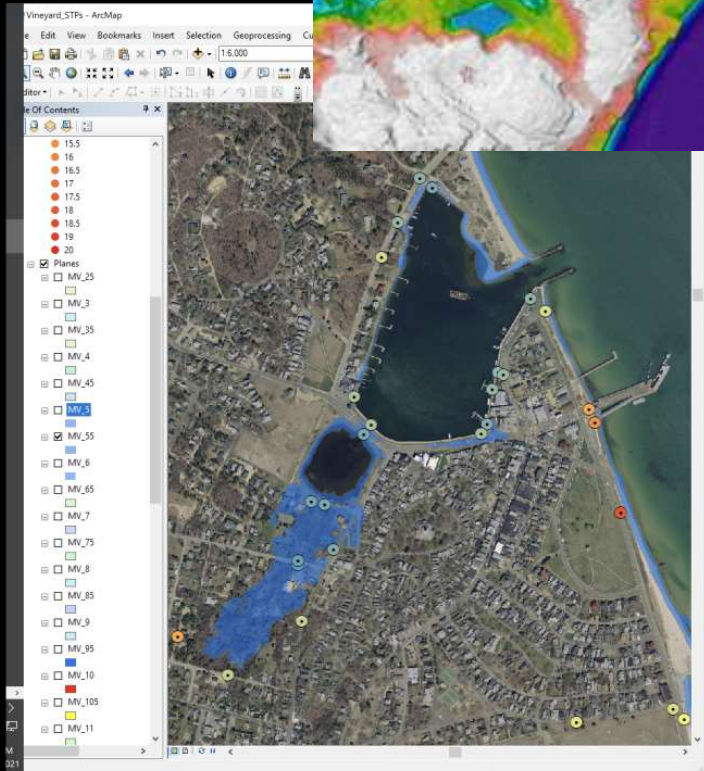 Vineyard_STPs - ArcMap
Edit View Bookmarks Insert Selection Geoprocessing
1:6,000
Of Contents
15.5
16
16.5
17
17.5
18
18.5
19
20
Planes
MV_25
MV_3
MV_35
MV_4
MV_45
MV_5
MV_55
MV_6
MV_65
MV_7
MV_75
MV_8
MV_85
MV_9
MV_95
MV_10
MV_105
MV_11
M
021